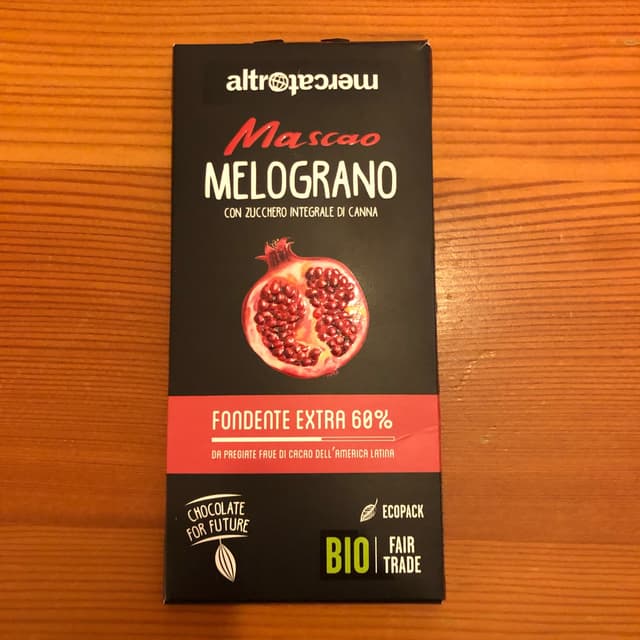 altromercato
Mascao
MELOGRANO
CON ZUCCHERO INTEGRALE DI CANNA
FONDENTE EXTRA 60%
DA PREGIATE FAVE DI CACAO DELL'AMERICA LATINA
CHOCOLATE
FOR FUTURE
ECOPACK
BIO
FAIR
TRADE